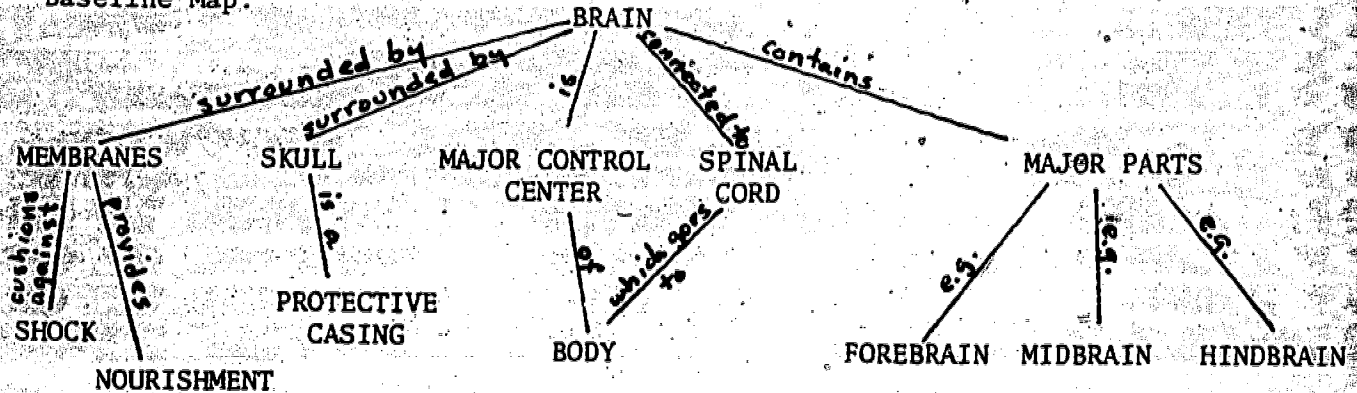 Baseline Map:
BRAIN
surrounded by
surrounded by
is
connected to
contains
MEMBRANES
SKULL
MAJOR CONTROL
CENTER
SPINAL
CORD
MAJOR PARTS
cushions
against
provides
is a
of
which goes
to
e.g.
e.g.
e.g.
SHOCK
NOURISHMENT
PROTECTIVE
CASING
BODY
FOREBRAIN
MIDBRAIN
HINDBRAIN